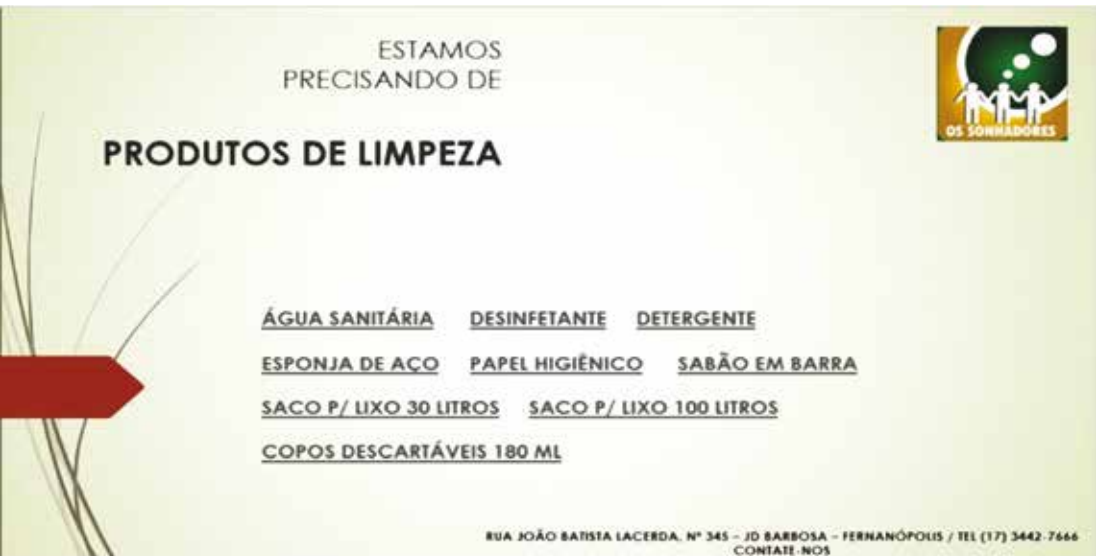 ESTAMOS
PRECISANDO DE
OS SONHADORES
PRODUTOS DE LIMPEZA
ÁGUA SANITÁRIA DESINFETANTE DETERGENTE
ESPONJA DE AÇO PAPEL HIGIÊNICO SABÃO EM BARRA
SACO P/ LIXO 30 LITROS SACO P/ LIXO 100 LITROS
COPOS DESCARTÁVEIS 180 ML
RUA JOÃO BATISTA LACERDA. Nº 345 – JD BARBOSA – FERNANÓPOLIS / TEL (17) 3442-7666
CONTATE-NOS